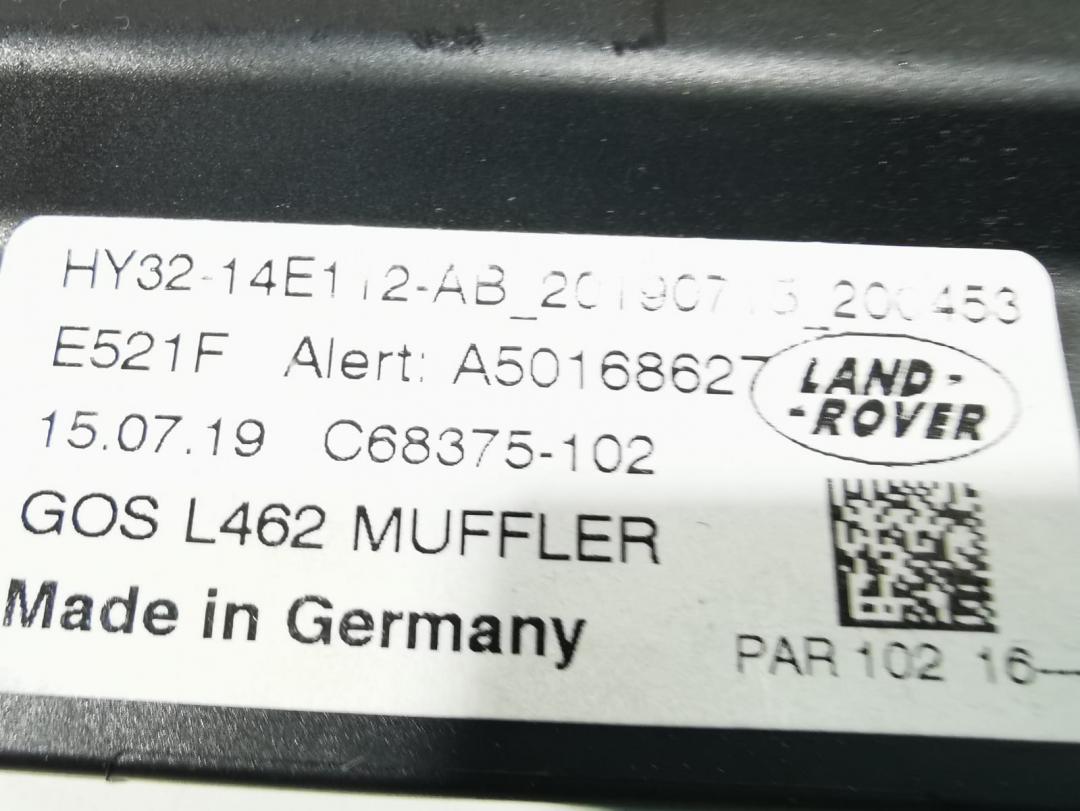 HY32-14E112-AB_20190715_200453
E521F Alert: A50168627
LAND-
-ROVER
15.07.19 C68375-102
GOS L462 MUFFLER
Made in Germany
PAR 102 16